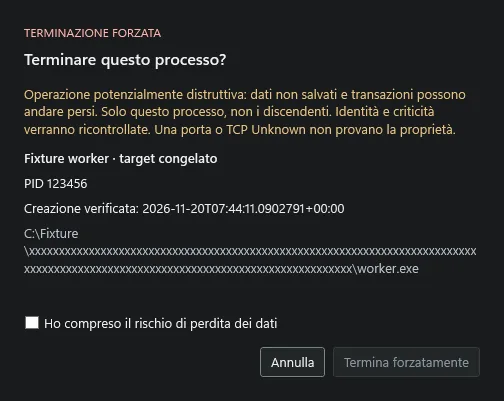 TERMINAZIONE FORZATA
Terminare questo processo?
Operazione potenzialmente distruttiva: dati non salvati e transazioni possono
andare persi. Solo questo processo, non i discendenti. Identità e criticità
verranno ricontrollate. Una porta o TCP Unknown non provano la proprietà.
Fixture worker · target congelato
PID 123456
Creazione verificata: 2026-11-20T07:44:11.0902791+00:00
C:\Fixture
\xxxxxxxxxxxxxxxxxxxxxxxxxxxxxxxxxxxxxxxxxxxxxxxxxxxxxxxxxxxxxxxxxxxxxxxxxx
xxxxxxxxxxxxxxxxxxxxxxxxxxxxxxxxxxxxxxxxxxxxxxxxxxxxxx\worker.exe
Ho compreso il rischio di perdita dei dati
Annulla
Termina forzatamente